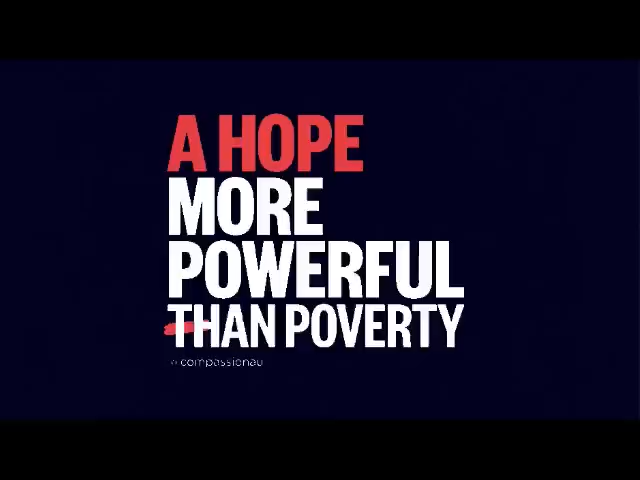 A HOPE
MORE
POWERFUL
THAN POVERTY
compassionau